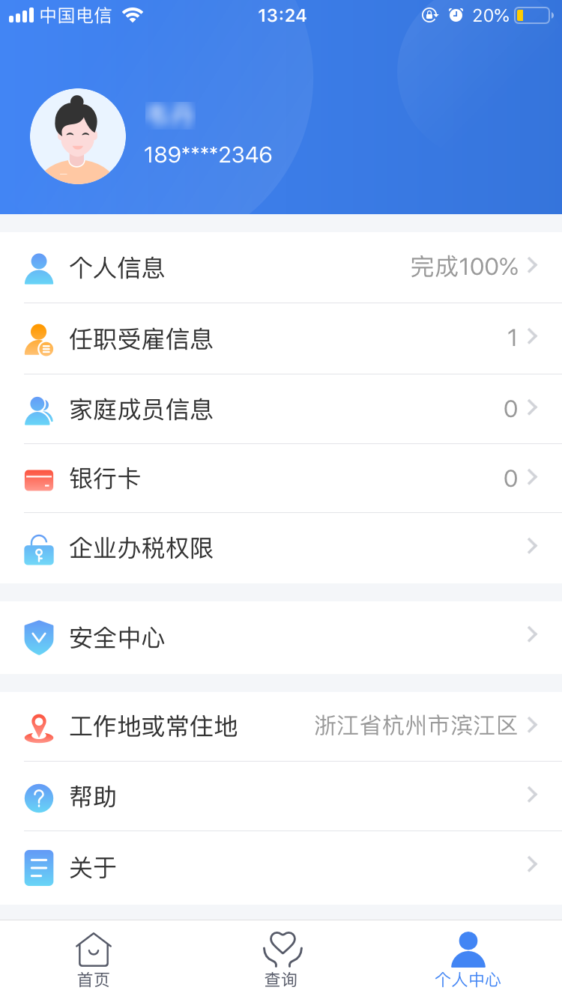 中国电信 13:24 20%
189****2346
个人信息 完成100%
任职受雇信息 1
家庭成员信息 0
银行卡 0
企业办税权限
安全中心
工作地或常住地 浙江省杭州市滨江区
帮助
关于
首页 查询 个人中心